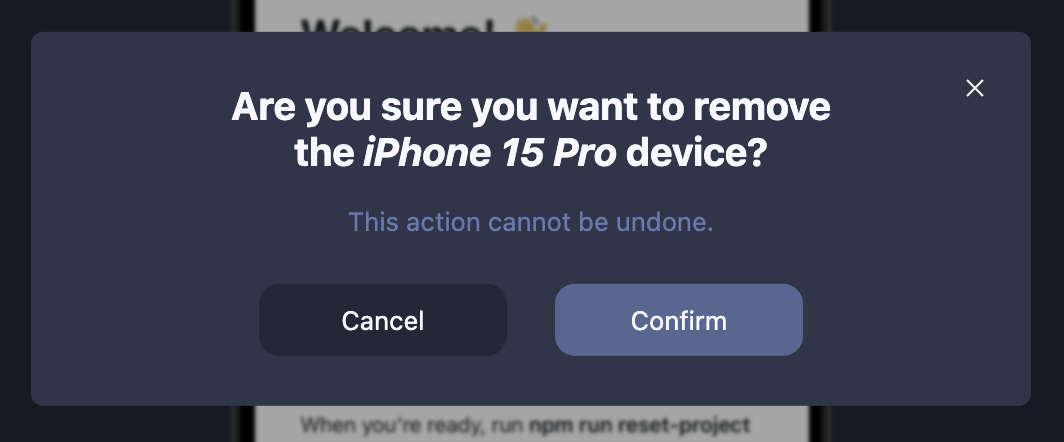 Welcome! 👋
Are you sure you want to remove
the iPhone 15 Pro device?
This action cannot be undone.
Cancel
Confirm
When you're ready, run npm run reset-project